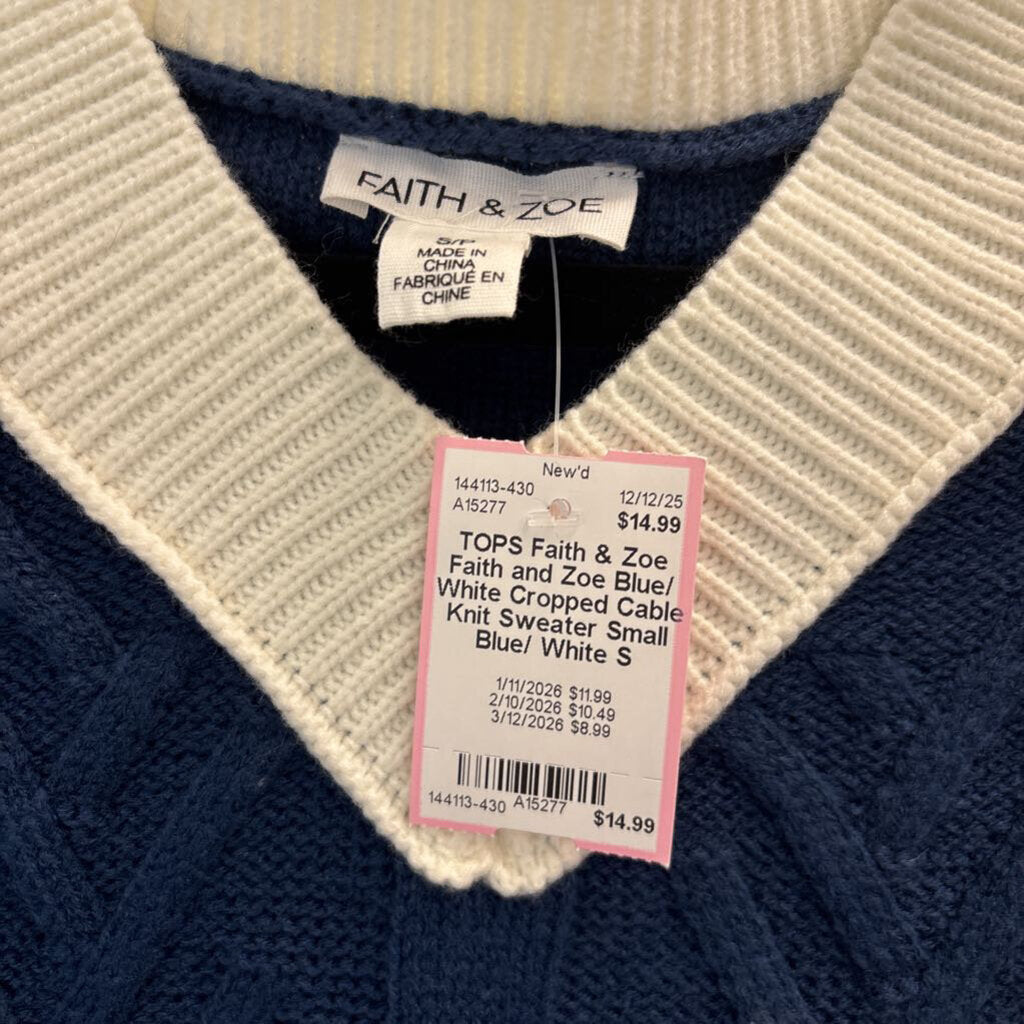 FAITH & ZOE
S/P
MADE IN
CHINA
FABRIQUÉ EN
CHINE
New'd
144113-430 12/12/25
A15277 $14.99
TOPS Faith & Zoe
Faith and Zoe Blue/
White Cropped Cable
Knit Sweater Small
Blue/ White S
1/11/2026 $11.99
2/10/2026 $10.49
3/12/2026 $8.99
144113-430 A15277 $14.99